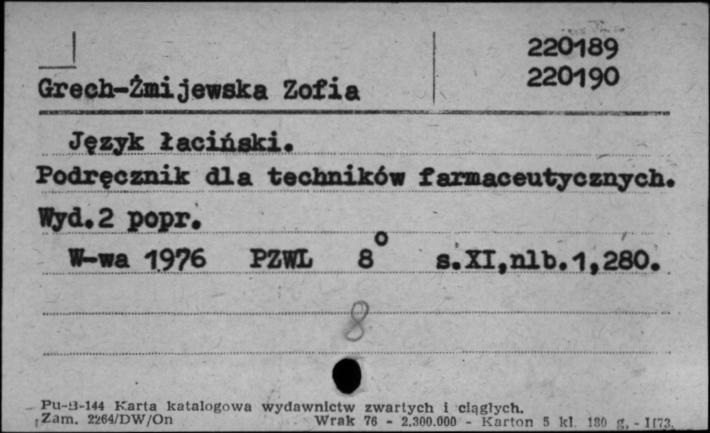 220189
Grech-Żmijewska Zofia 220190
Język łaciński.
Podręcznik dla techników farmaceutycznych.
Wyd.2 popr.
W-wa 1976 PZWL 8° s.XI,nlb.1,280.
8
Pu-B-144 Karta katalogowa wydawnictw zwartych i ciągłych.
Zam. 2264/DW/On Wrak 76 - 2.300.000 - Karton 5 kl. 180 g.